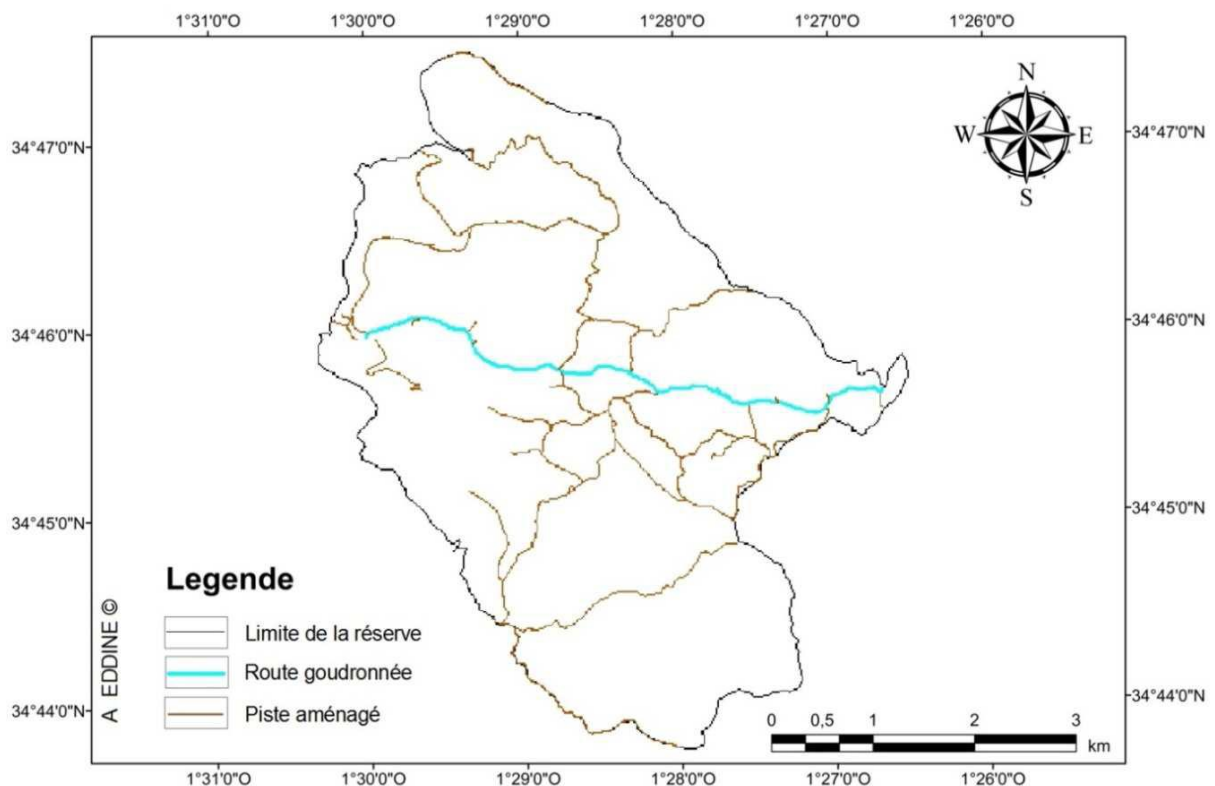 1°31'0"O 1°30'0"O 1°29'0"O 1°28'0"O 1°27'0"O 1°26'0"O
N
W E
S
34°47'0"N 34°47'0"N
34°46'0"N 34°46'0"N
34°45'0"N 34°45'0"N
34°44'0"N 34°44'0"N
A EDDINE ©
Legende
Limite de la réserve
Route goudronnée
Piste aménagé
0 0,5 1 2 3
km
1°31'0"O 1°30'0"O 1°29'0"O 1°28'0"O 1°27'0"O 1°26'0"O